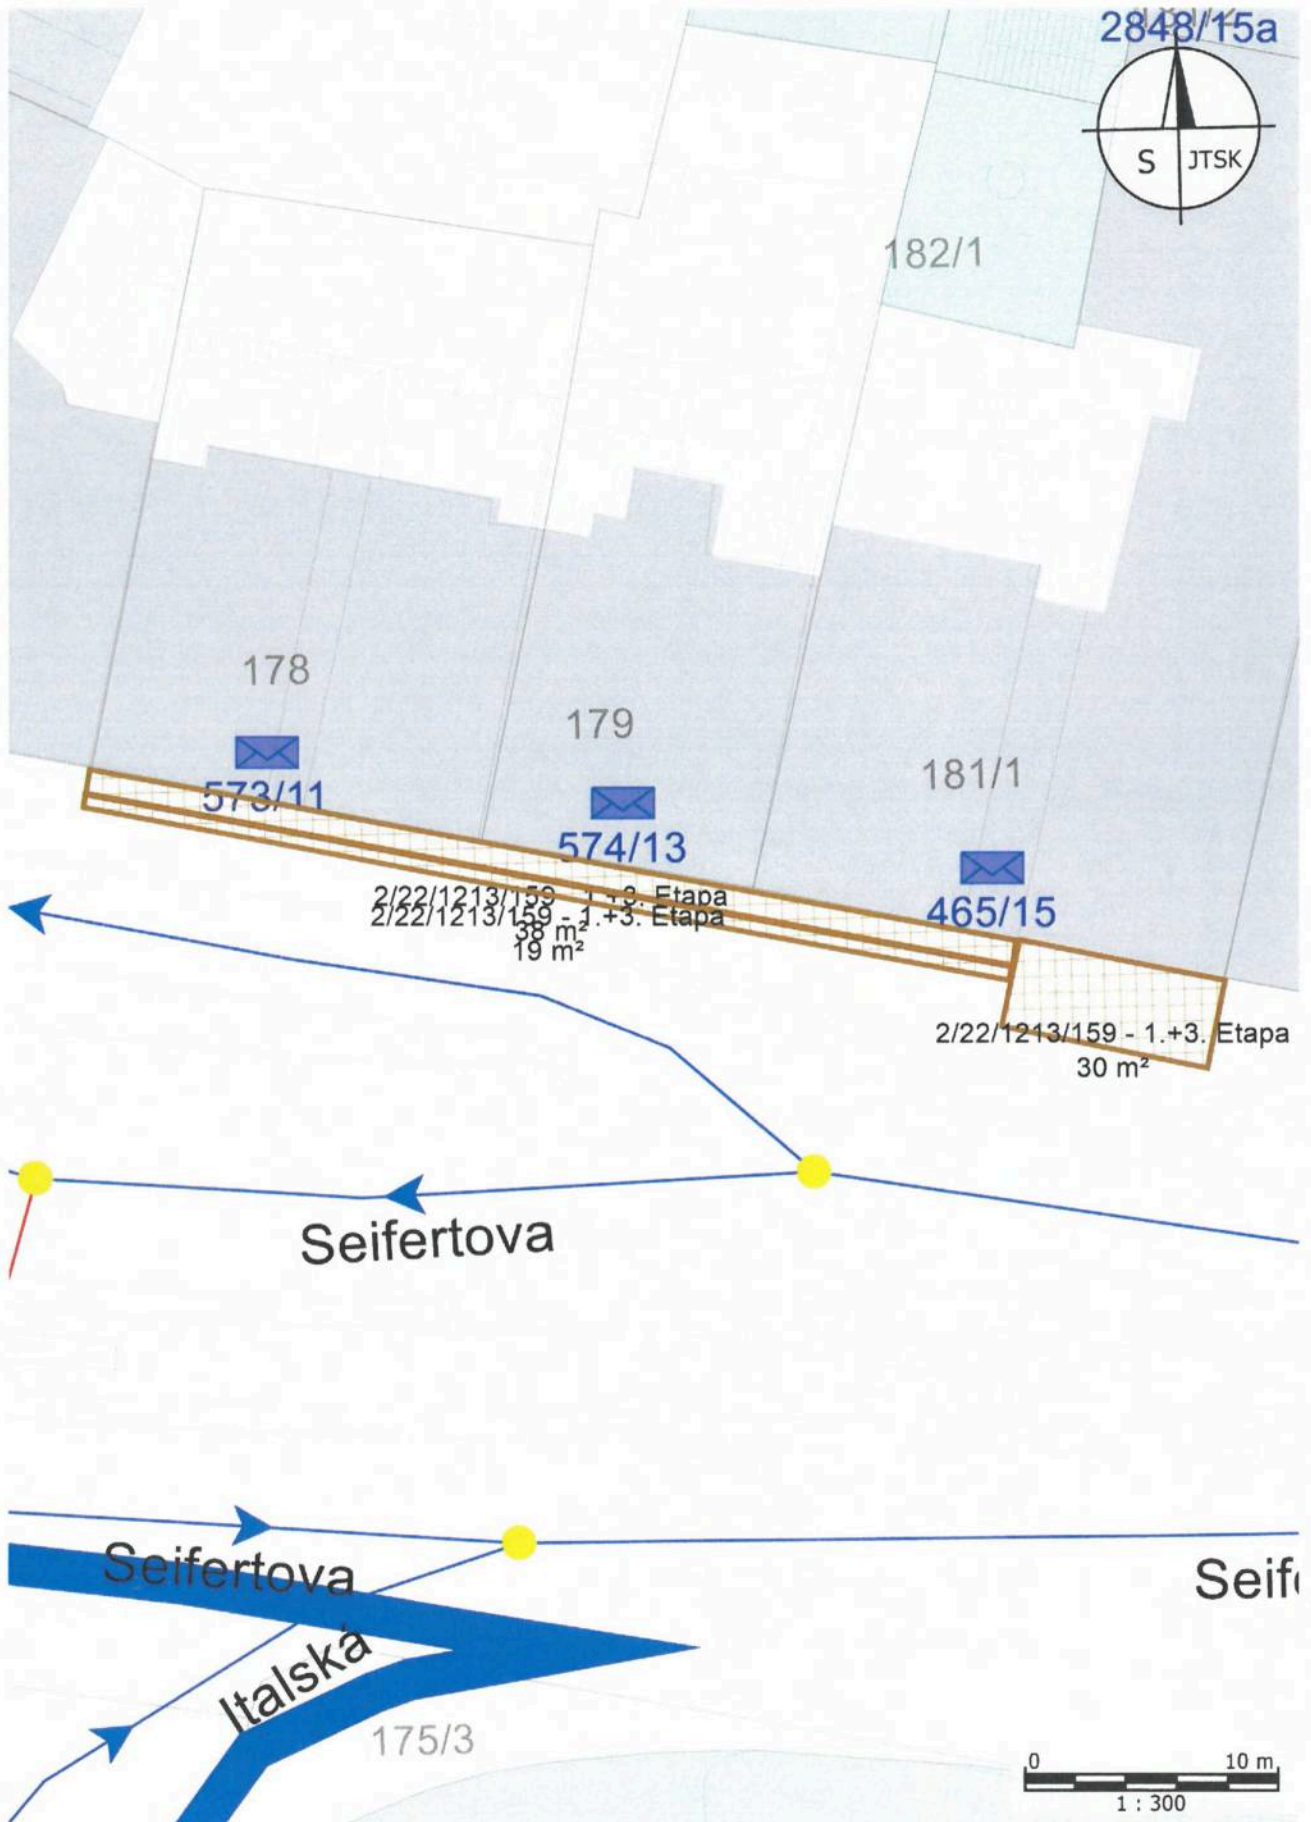 2848/15a
S JTSK
182/1
178
179
181/1
573/11
574/13
465/15
2/22/1213/159 - 1.+3. Etapa
2/22/1213/159 - 1.+3. Etapa
38 m²
19 m²
2/22/1213/159 - 1.+3. Etapa
30 m²
Seifertova
Seifertova
Seif
Italská
175/3
0 10 m
1 : 300